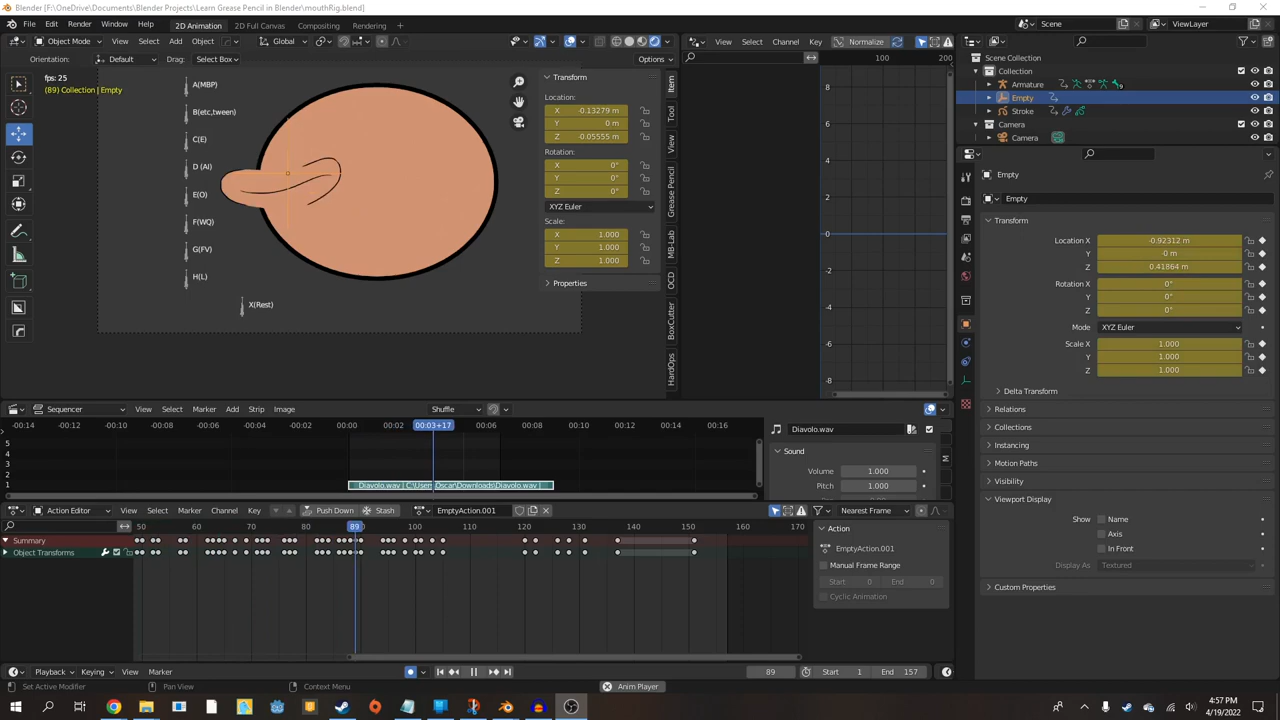 Blender [F:\OneDrive\Documents\Blender Projects\Learn Grease Pencil in Blender\mouthRig.blend]
File Edit Render Window Help 2D Animation 2D Full Canvas Compositing Rendering Scene ViewLayer
Object Mode View Select Add Object Global View Select Channel Key Normalize
Orientation: Default Drag: Select Box Options
fps: 25
(89) Collection | Empty
A(MBP)
B(etc,tween)
C(E)
D (AI)
E(O)
F(WQ)
G(FV)
H(L)
X(Rest)
Transform
Location:
X -0.13279 m
Y 0 m
Z -0.05555 m
Rotation:
X 0°
Y 0°
Z 0°
XYZ Euler
Scale:
X 1.000
Y 1.000
Z 1.000
Properties
Item
Tool
View
Grease Pencil
MB-Lab
OCD
BoxCutter
HardOps
100 200
8
6
4
2
0
-2
-4
-6
-8
Scene Collection
Collection
Armature 9
Empty
Stroke
Camera
Camera
Empty
Empty
Transform
Location X -0.92312 m
Y -0 m
Z 0.41864 m
Rotation X 0°
Y 0°
Z 0°
Mode XYZ Euler
Scale X 1.000
Y 1.000
Z 1.000
Delta Transform
Relations
Collections
Instancing
Motion Paths
Visibility
Viewport Display
Show Name
Axis
In Front
Display As Textured
Custom Properties
Sequencer View Select Marker Add Strip Image Shuffle
-00:14 -00:12 -00:10 -00:08 -00:06 -00:04 -00:02 00:00 00:02 00:03+17 00:06 00:08 00:10 00:12 00:14 00:16
5
4
3
2
1
Diavolo.wav | C:\Users\Oscar\Downloads\Diavolo.wav |
Diavolo.wav
Sound
Volume 1.000
Pitch 1.000
M
Action Editor View Select Marker Channel Key Push Down Stash EmptyAction.001 Nearest Frame
50 60 70 80 89 100 110 120 130 140 150 160 170
Summary
Object Transforms
Action
EmptyAction.001
Manual Frame Range
Start 0 End 0
Cyclic Animation
Playback Keying View Marker 89 Start 1 End 157
Set Active Modifier Pan View Context Menu Anim Player
4:57 PM
4/19/2022